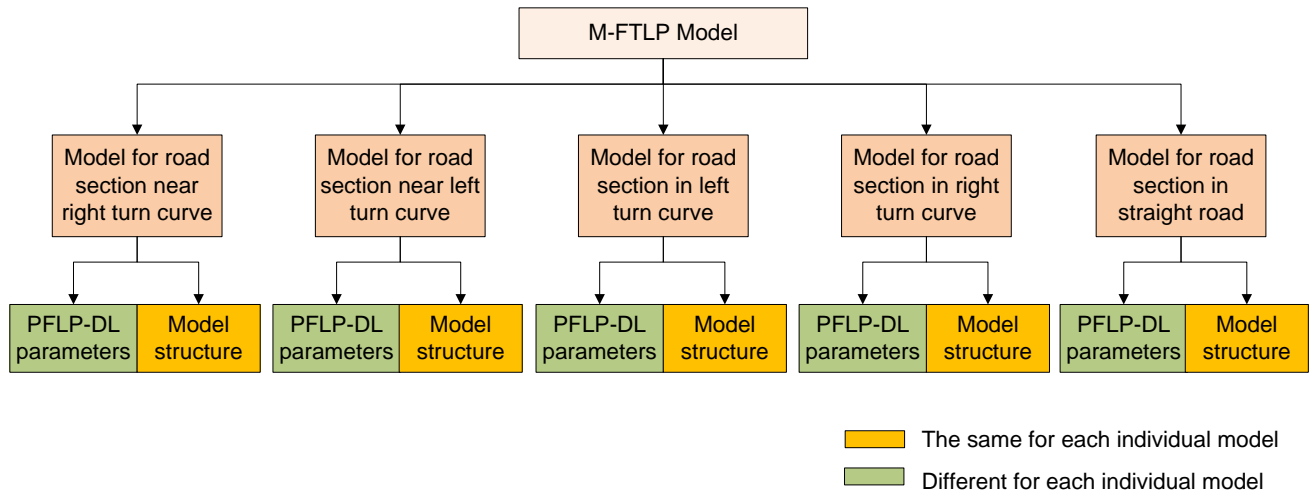 M-FTLP Model
Model for road
section near
right turn curve
Model for road
section near left
turn curve
Model for road
section in left
turn curve
Model for road
section in right
turn curve
Model for road
section in
straight road
PFLP-DL
parameters
Model
structure
PFLP-DL
parameters
Model
structure
PFLP-DL
parameters
Model
structure
PFLP-DL
parameters
Model
structure
PFLP-DL
parameters
Model
structure
The same for each individual model
Different for each individual model